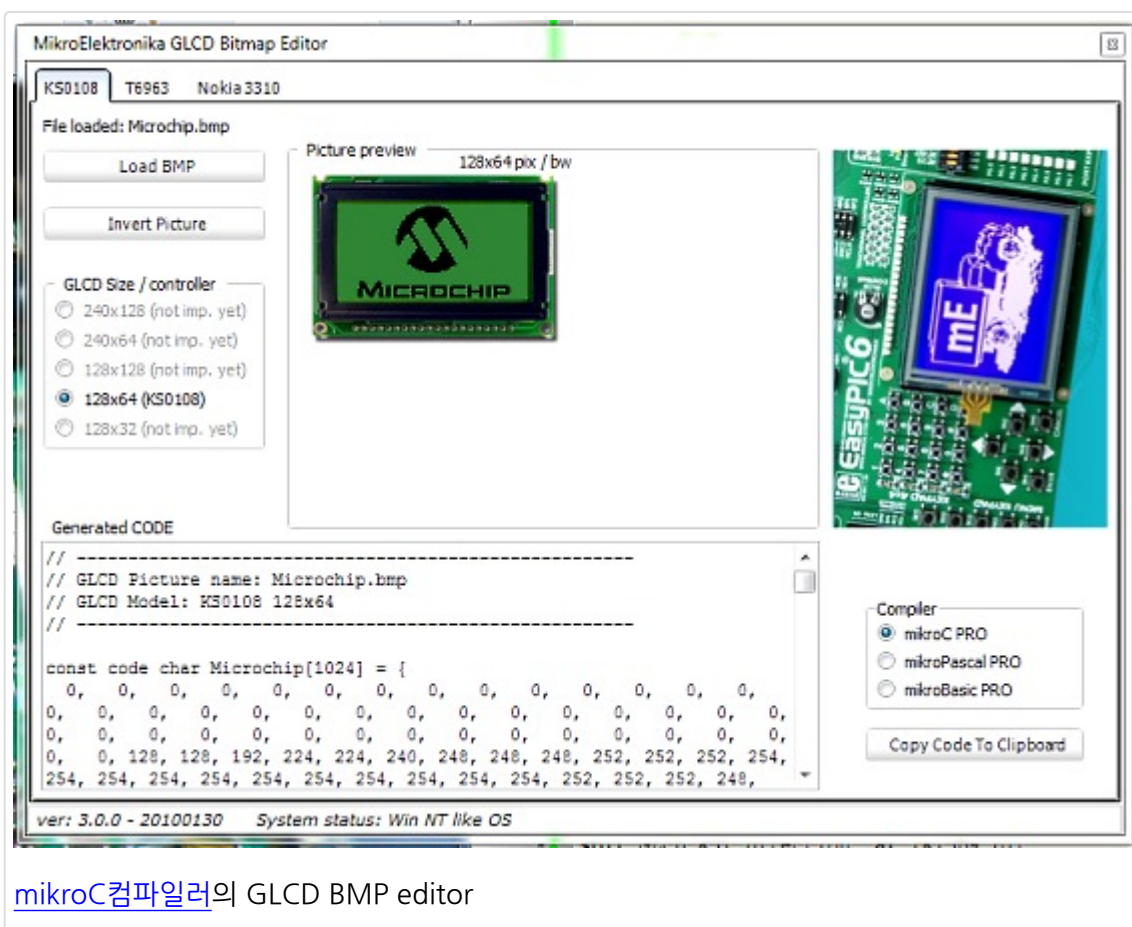 MikroElektronika GLCD Bitmap Editor
KS0108 T6963 Nokia 3310
File loaded: Microchip.bmp
Load BMP
Invert Picture
GLCD Size / controller
240x128 (not imp. yet)
240x64 (not imp. yet)
128x128 (not imp. yet)
128x64 (KS0108)
128x32 (not imp. yet)
Picture preview
128x64 pix / bw
MICROCHIP
mE
EasyPIC6
KEYPAD 4x4
MENU KEYPAD
Generated CODE
// ------------------------------------------------------
// GLCD Picture name: Microchip.bmp
// GLCD Model: KS0108 128x64
// ------------------------------------------------------
const code char Microchip[1024] = {
0, 0, 0, 0, 0, 0, 0, 0, 0, 0, 0, 0, 0, 0,
0, 0, 0, 0, 0, 0, 0, 0, 0, 0, 0, 0, 0, 0, 0,
0, 0, 0, 0, 0, 0, 0, 0, 0, 0, 0, 0, 0, 0, 0,
0, 0, 128, 128, 192, 224, 224, 240, 248, 248, 248, 252, 252, 252, 254,
254, 254, 254, 254, 254, 254, 254, 254, 254, 254, 252, 252, 252, 248,
Compiler
mikroC PRO
mikroPascal PRO
mikroBasic PRO
Copy Code To Clipboard
ver: 3.0.0 - 20100130 System status: Win NT like OS
mikroC컴파일러의 GLCD BMP editor